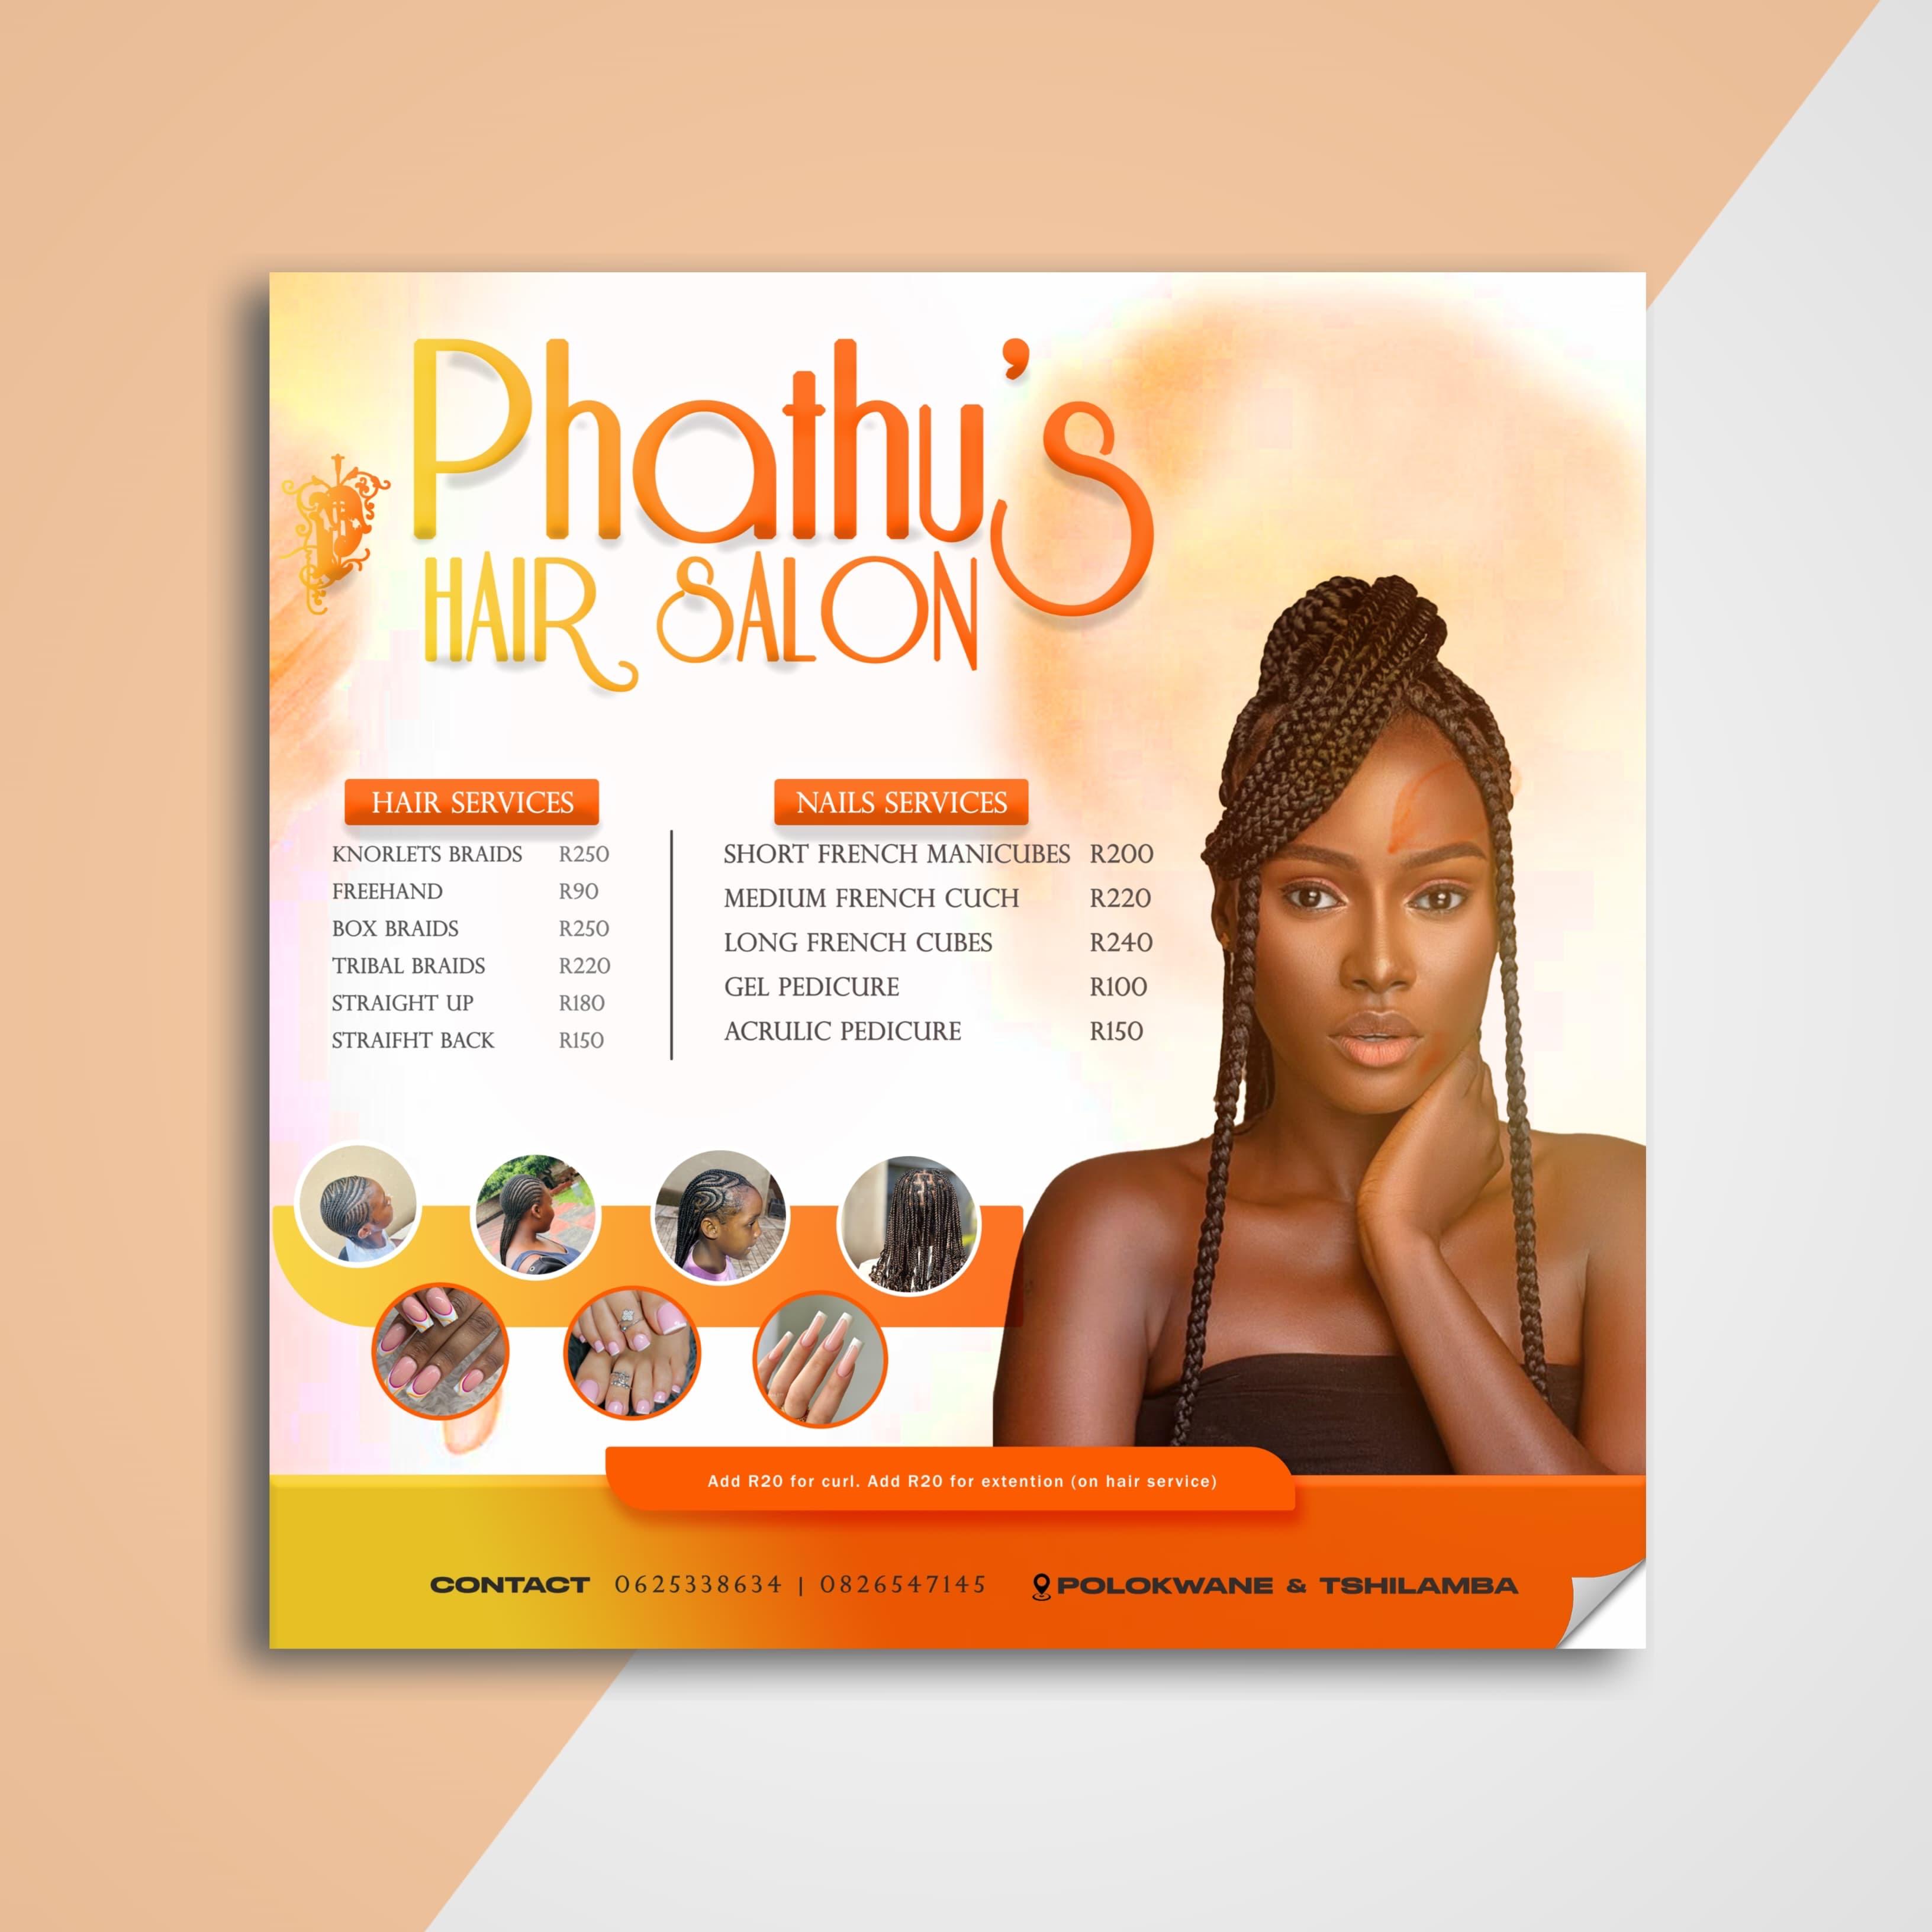 Phathu's
HAIR SALON
HAIR SERVICES
KNORLETS BRAIDS R250
FREEHAND R90
BOX BRAIDS R250
TRIBAL BRAIDS R220
STRAIGHT UP R180
STRAIFHT BACK R150
NAILS SERVICES
SHORT FRENCH MANICUBES R200
MEDIUM FRENCH CUCH R220
LONG FRENCH CUBES R240
GEL PEDICURE R100
ACRULIC PEDICURE R150
Add R20 for curl. Add R20 for extention (on hair service)
CONTACT 0625338634 | 0826547145 POLOKWANE & TSHILAMBA